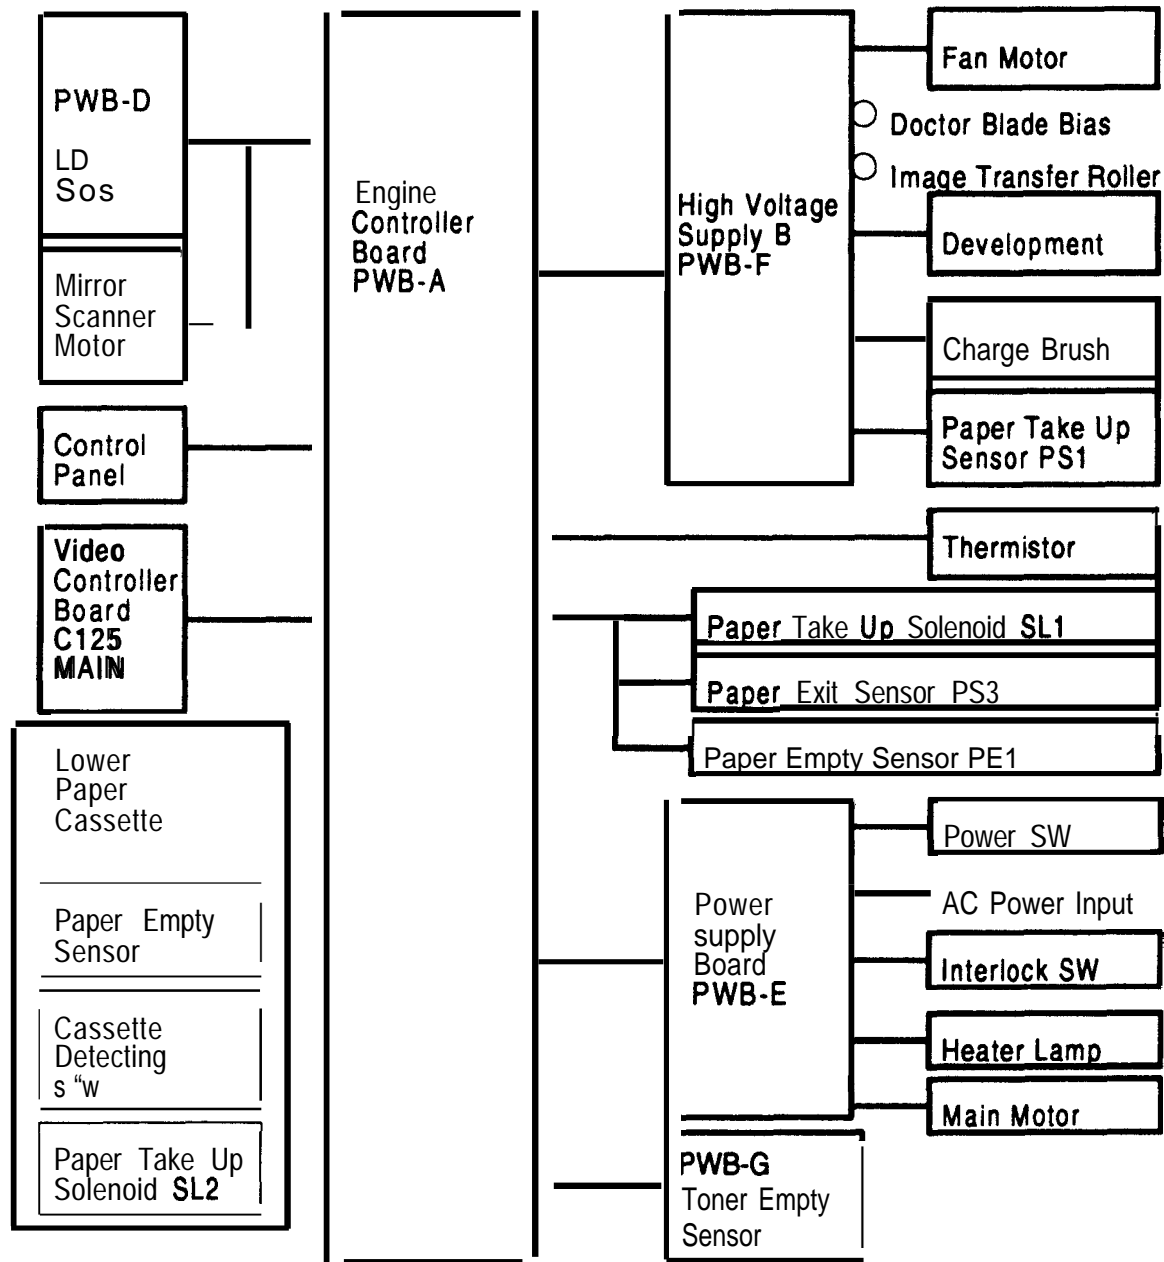 PWB-D
LD
Sos
Mirror
Scanner
Motor
Control
Panel
Video
Controller
Board
C125
MAIN
Lower
Paper
Cassette
Paper Empty
Sensor
Cassette
Detecting
s “w
Paper Take Up
Solenoid SL2
Engine
Controller
Board
PWB-A
High Voltage
Supply B
PWB-F
Fan Motor
Doctor Blade Bias
Image Transfer Roller
Development
Charge Brush
Paper Take Up
Sensor PS1
Thermistor
Paper Take Up Solenoid SL1
Paper Exit Sensor PS3
Paper Empty Sensor PE1
Power
supply
Board
PWB-E
Power SW
AC Power Input
Interlock SW
Heater Lamp
Main Motor
PWB-G
Toner Empty
Sensor